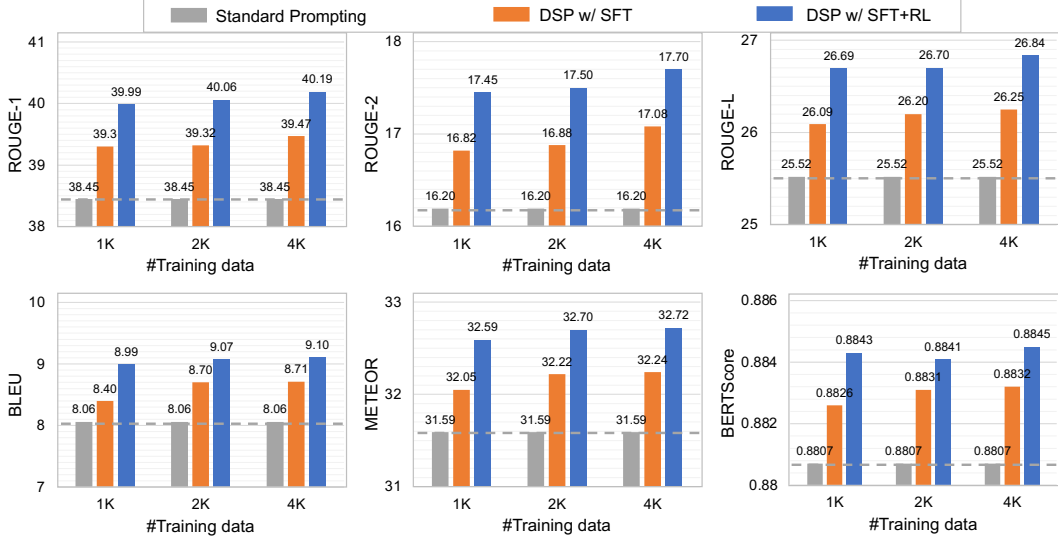 Standard Prompting DSP w/ SFT DSP w/ SFT+RL
ROUGE-1
41
40
39
38
38.45 39.3 39.99
38.45 39.32 40.06
38.45 39.47 40.19
1K 2K 4K
#Training data
ROUGE-2
18
17
16
16.20 16.82 17.45
16.20 16.88 17.50
16.20 17.08 17.70
1K 2K 4K
#Training data
ROUGE-L
27
26
25
25.52 26.09 26.69
25.52 26.20 26.70
25.52 26.25 26.84
1K 2K 4K
#Training data
BLEU
10
9
8
7
8.06 8.40 8.99
8.06 8.70 9.07
8.06 8.71 9.10
1K 2K 4K
#Training data
METEOR
33
32
31
31.59 32.05 32.59
31.59 32.22 32.70
31.59 32.24 32.72
1K 2K 4K
#Training data
BERTScore
0.886
0.884
0.882
0.88
0.8807 0.8826 0.8843
0.8807 0.8831 0.8841
0.8807 0.8832 0.8845
1K 2K 4K
#Training data